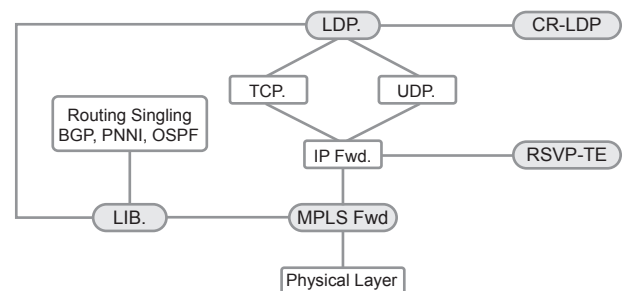 LDP.
CR-LDP
TCP.
UDP.
Routing Singling
BGP, PNNI, OSPF
IP Fwd.
RSVP-TE
LIB.
MPLS Fwd
Physical Layer